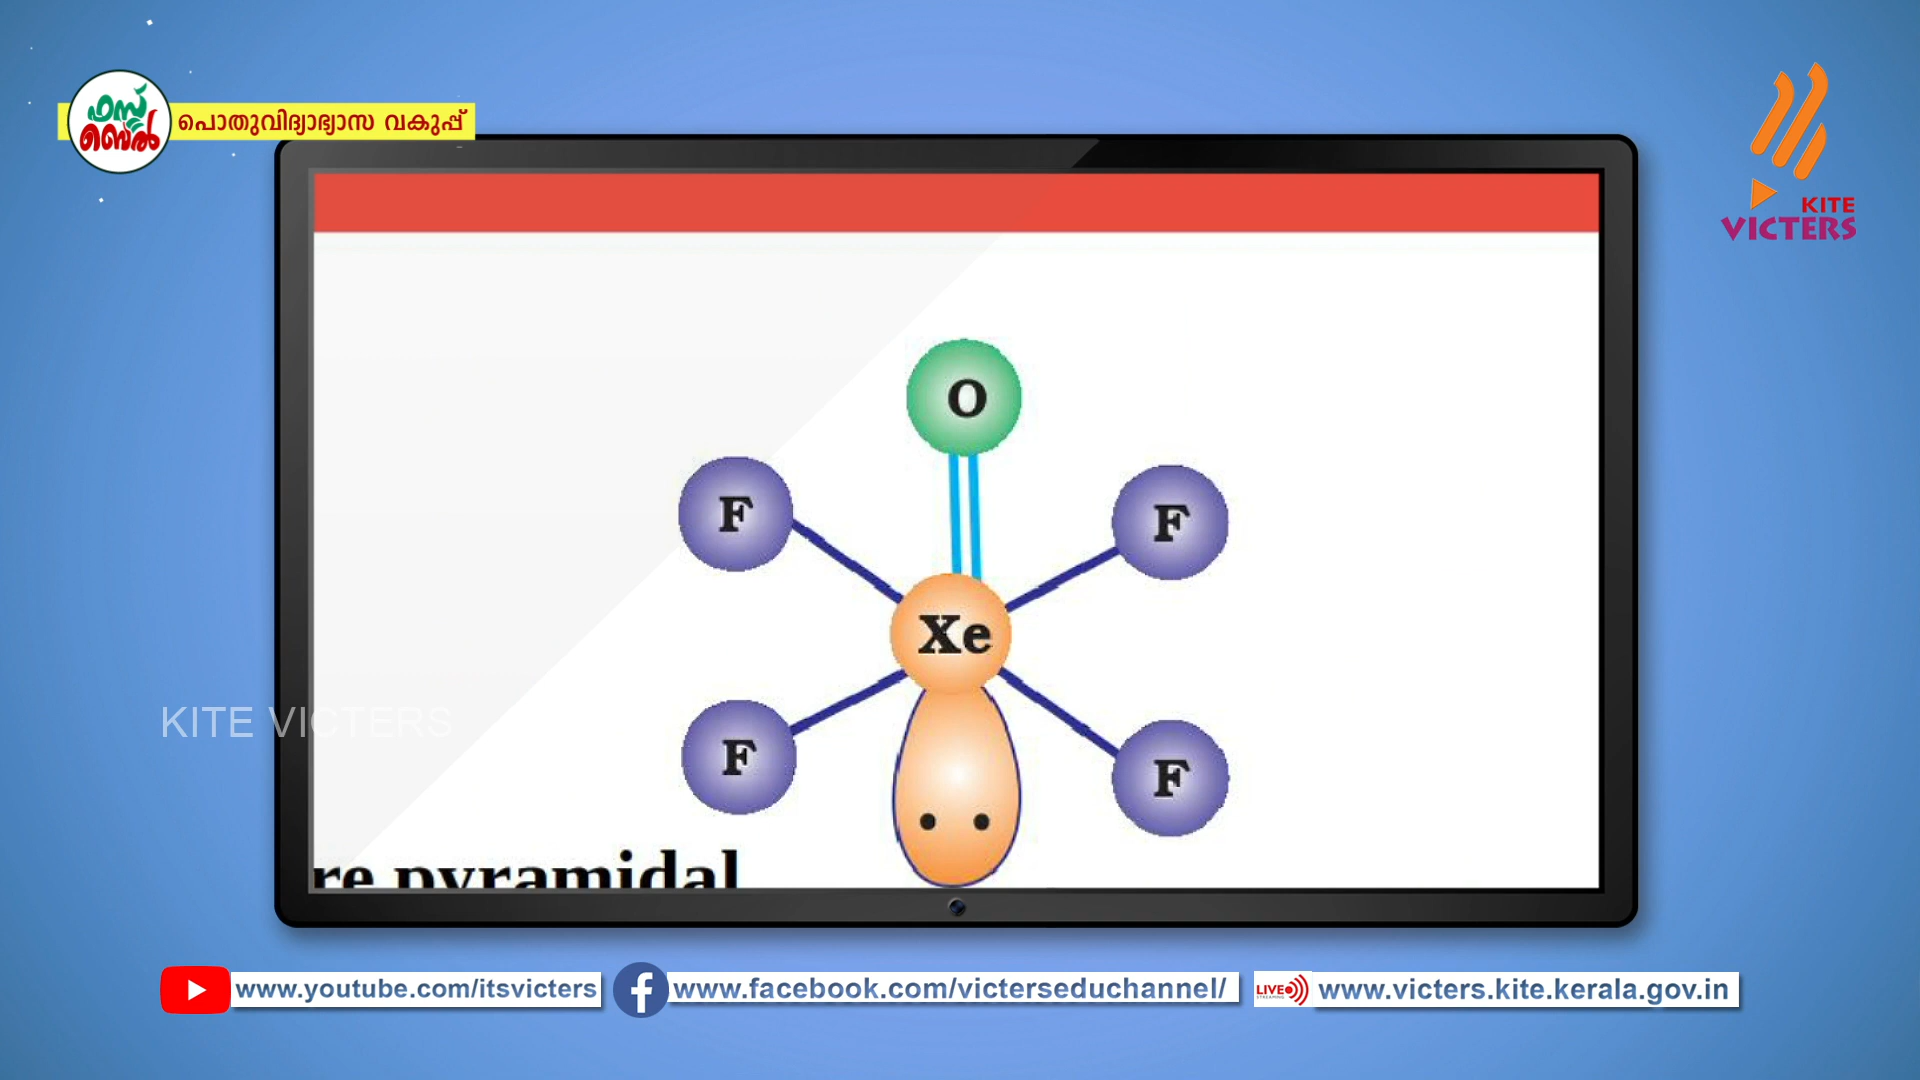 ഫസ്റ്റ്
ബെൽ
പൊതുവിദ്യാഭ്യാസ വകുപ്പ്
KITE
VICTERS
O
F
F
Xe
F
F
re pyramidal
KITE VICTERS
www.youtube.com/itsvicters
www.facebook.com/victerseduchannel/
LIVE
STREAMING
www.victers.kite.kerala.gov.in